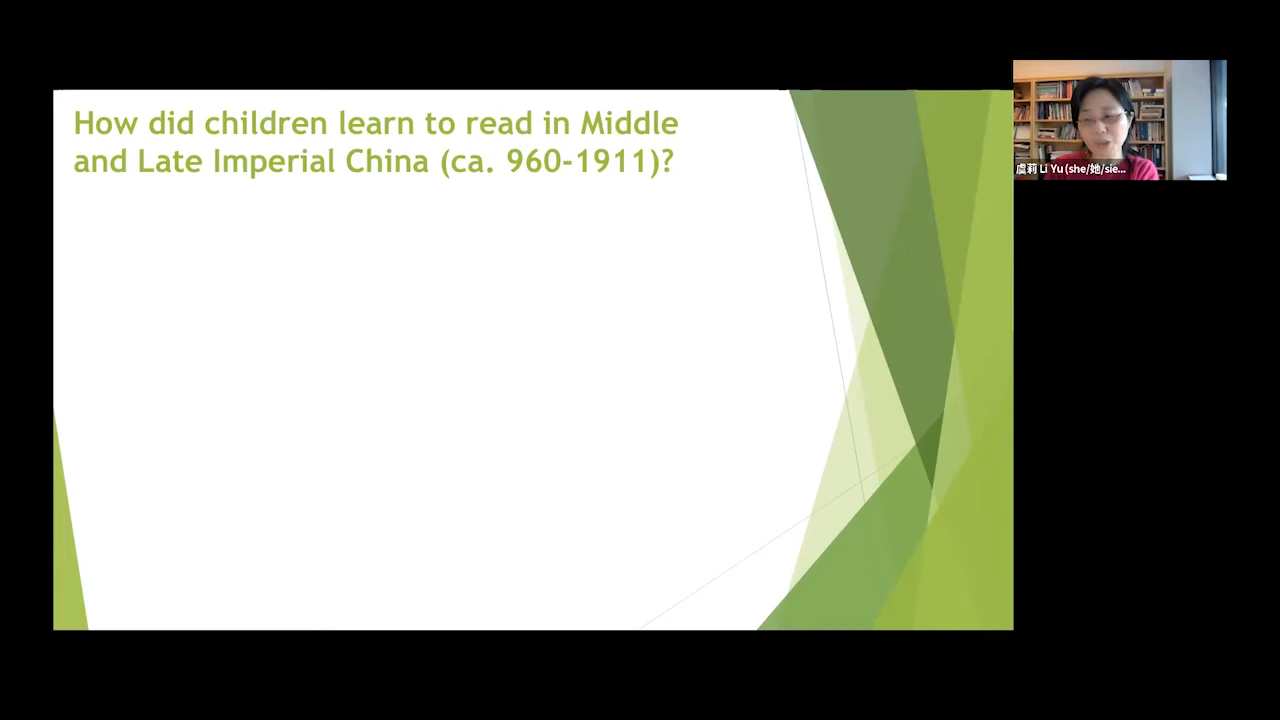 How did children learn to read in Middle
and Late Imperial China (ca. 960-1911)?
虞莉 Li Yu (she/她/sie...